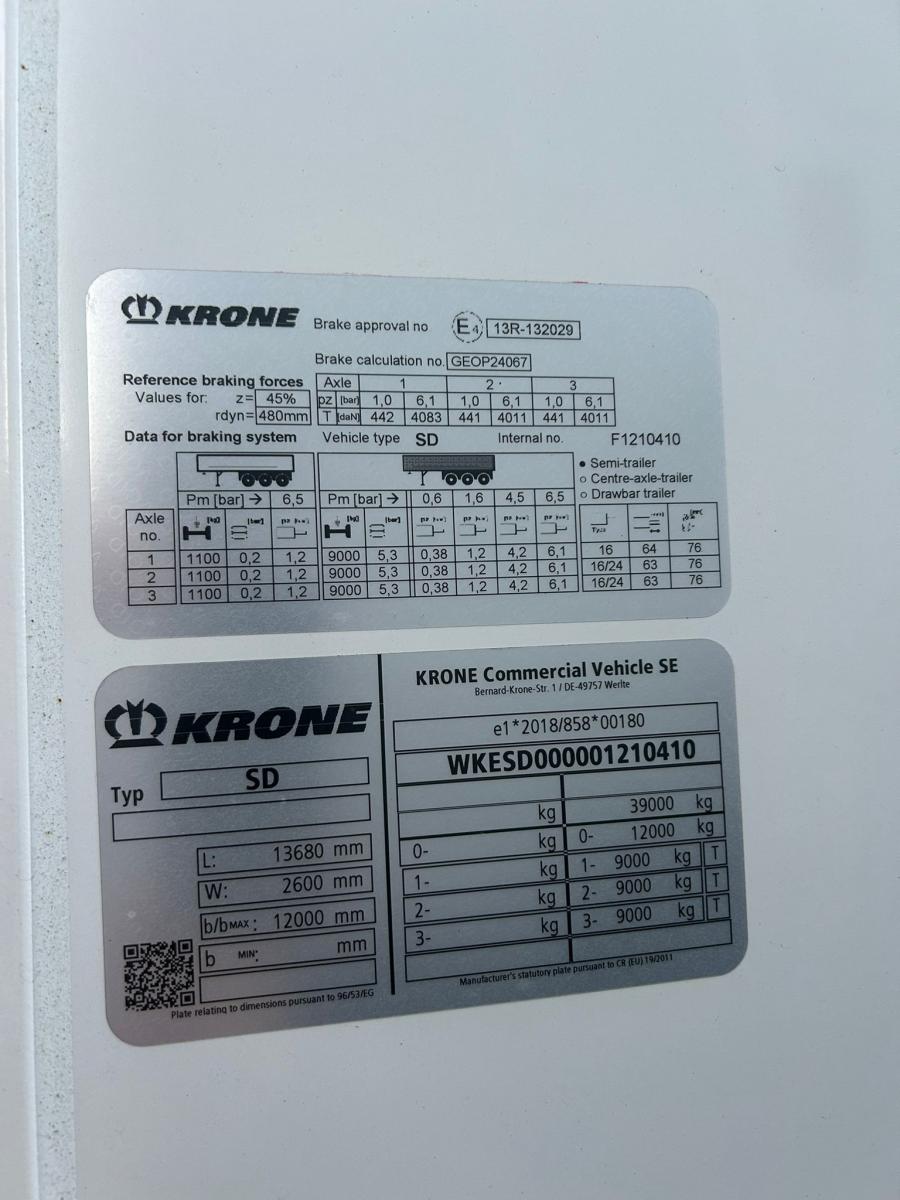 KRONE Brake approval no E4 13R-132029
Brake calculation no. GEOP24067
Reference braking forces Axle 1 2 3
Values for: z= 45% pz [bar] 1,0 6,1 1,0 6,1 1,0 6,1
rdyn= 480mm T [daN] 442 4083 441 4011 441 4011
Data for braking system Vehicle type SD Internal no. F1210410
• Semi-trailer
○ Centre-axle-trailer
○ Drawbar trailer
Pm [bar] → 6,5 Pm [bar] → 0,6 1,6 4,5 6,5
Axle no. [kg] [bar] [kg] [bar]
1 1100 0,2 1,2 9000 5,3 0,38 1,2 4,2 6,1 16 64 76
2 1100 0,2 1,2 9000 5,3 0,38 1,2 4,2 6,1 16/24 63 76
3 1100 0,2 1,2 9000 5,3 0,38 1,2 4,2 6,1 16/24 63 76
KRONE
Typ SD
L: 13680 mm
W: 2600 mm
b/bMAX: 12000 mm
b MIN: mm
Plate relating to dimensions pursuant to 96/53/EG
KRONE Commercial Vehicle SE
Bernard-Krone-Str. 1 / DE-49757 Werlte
e1*2018/858*00180
WKESD000001210410
kg 39000 kg
0- kg 0- 12000 kg
1- kg 1- 9000 kg T
2- kg 2- 9000 kg T
3- kg 3- 9000 kg T
Manufacturer's statutory plate pursuant to CR (EU) 19/2011